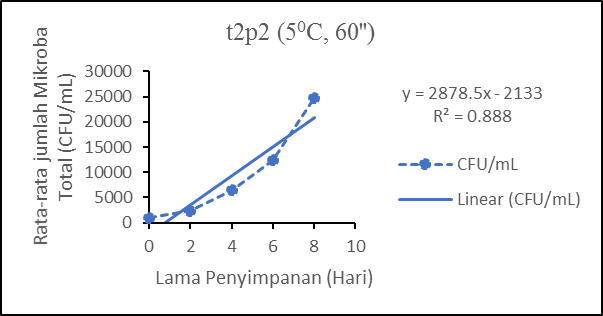 t2p2 (5⁰C, 60")
Rata-rata jumlah Mikroba
Total (CFU/mL)
30000
25000
20000
15000
10000
5000
0
0 2 4 6 8 10
Lama Penyimpanan (Hari)
y = 2878.5x - 2133
R² = 0.888
CFU/mL
Linear (CFU/mL)